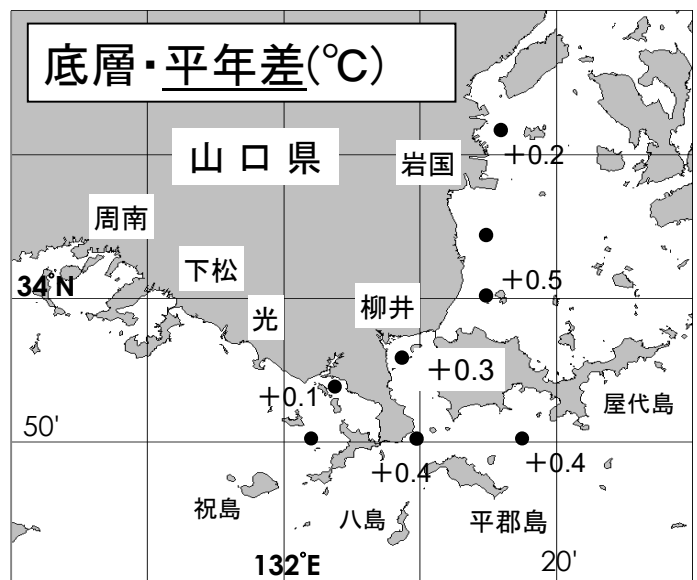 底層・平年差(℃)
山口県
岩国
+0.2
周南
下松
34°N
+0.5
光
柳井
+0.3
+0.1
屋代島
50'
+0.4
+0.4
祝島
八島
平郡島
132°E
20'